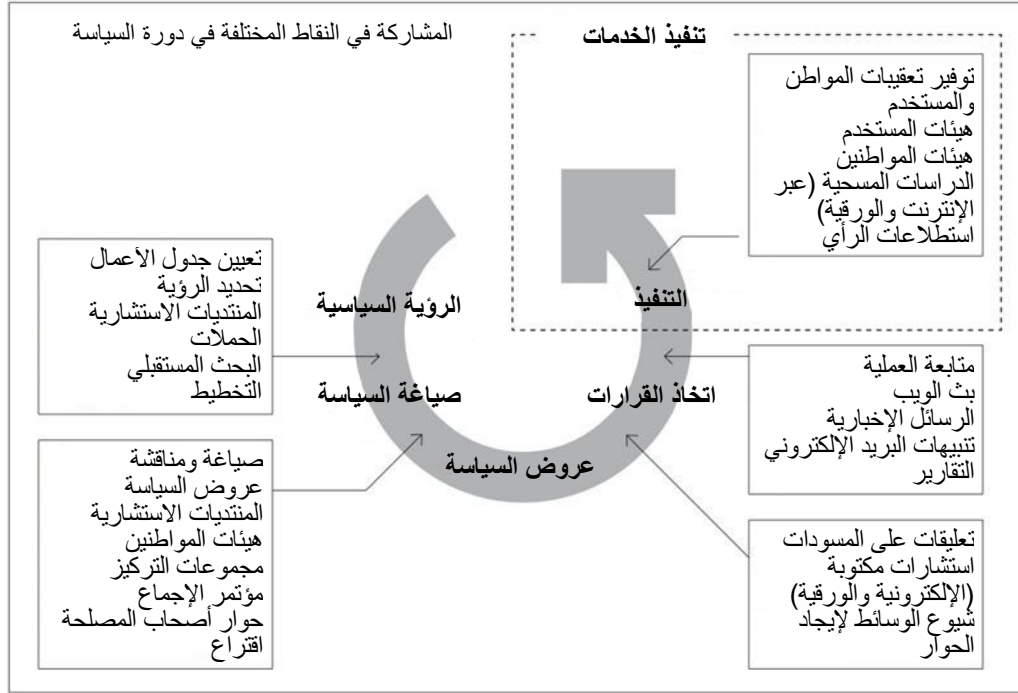 المشاركة في النقاط المختلفة في دورة السياسة
تنفيذ الخدمات
توفير تعقيبات المواطن
والمستخدم
هيئات المستخدم
هيئات المواطنين
الدراسات المسحية (عبر
الإنترنت والورقية)
استطلاعات الرأي
تعيين جدول الأعمال
تحديد الرؤية
المنتديات الاستشارية
الحملات
البحث المستقبلي
التخطيط
الرؤية السياسية
التنفيذ
صياغة السياسة
اتخاذ القرارات
عروض السياسة
متابعة العملية
بث الويب
الرسائل الإخبارية
تنبيهات البريد الإلكتروني
التقارير
صياغة ومناقشة
عروض السياسة
المنتديات الاستشارية
هيئات المواطنين
مجموعات التركيز
مؤتمر الإجماع
حوار أصحاب المصلحة
اقتراع
تعليقات على المسودات
استشارات مكتوبة
(الإلكترونية والورقية)
شيوع الوسائط لإيجاد
الحوار